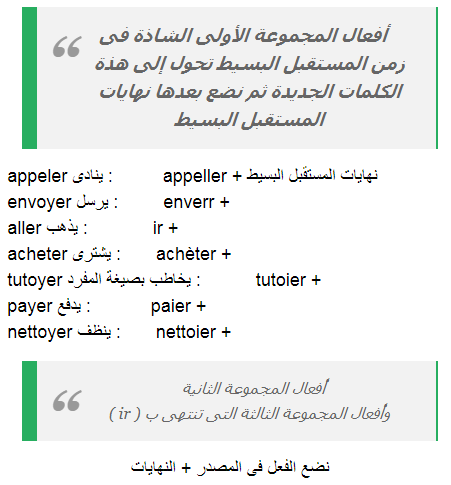 أفعال المجموعة الأولى الشاذة فى
زمن المستقبل البسيط تحول إلى هذة
الكلمات الجديدة ثم نضع بعدها نهايات
المستقبل البسيط
appeler ينادى : appeller + نهايات المستقبل البسيط
envoyer يرسل : enverr +
aller يذهب : ir +
acheter يشترى : achèter +
tutoyer يخاطب بصيغة المفرد : tutoier +
payer يدفع : paier +
nettoyer ينظف : nettoier +
أفعال المجموعة الثانية
وأفعال المجموعة الثالثة التى تنتهى ب ( ir )
نضع الفعل فى المصدر + النهايات